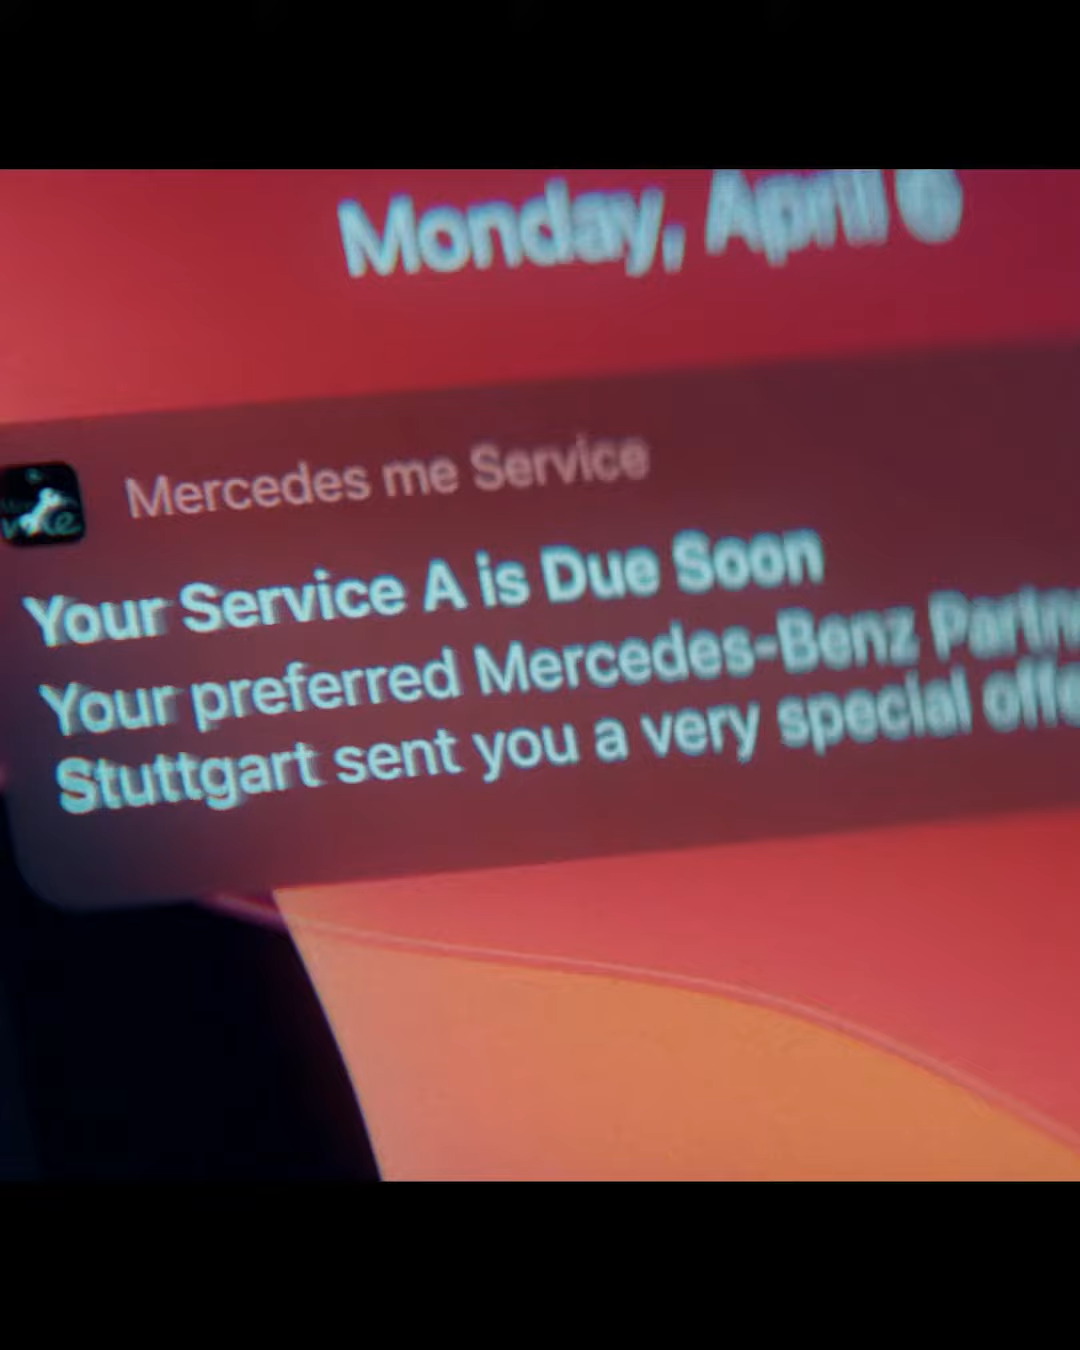 Monday, April 6
Mercedes me Service
Your Service A is Due Soon
Your preferred Mercedes-Benz
Stuttgart sent you a very special